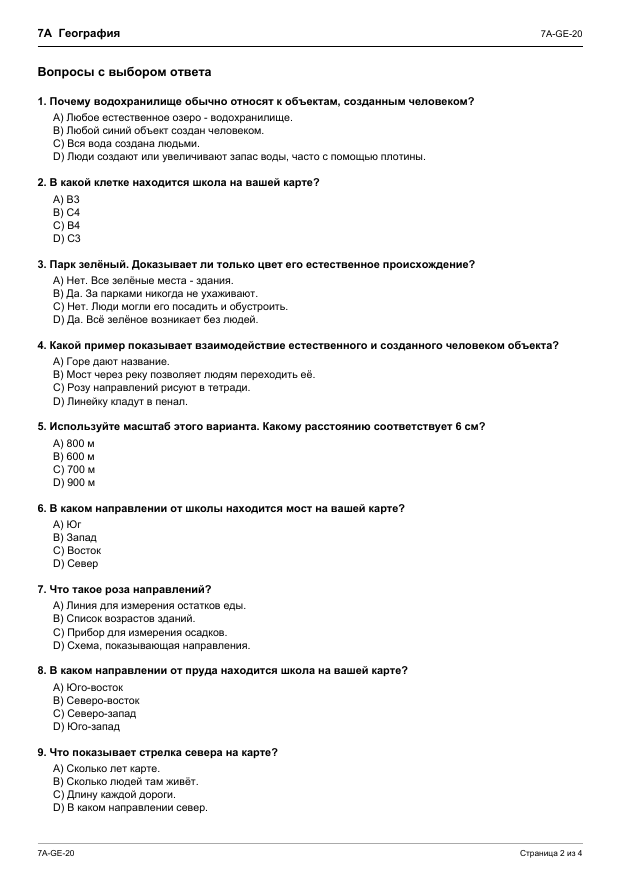 7A География
7A-GE-20
Вопросы с выбором ответа
1. Почему водохранилище обычно относят к объектам, созданным человеком?
A) Любое естественное озеро - водохранилище.
B) Любой синий объект создан человеком.
C) Вся вода создана людьми.
D) Люди создают или увеличивают запас воды, часто с помощью плотины.
2. В какой клетке находится школа на вашей карте?
A) B3
B) C4
C) B4
D) C3
3. Парк зелёный. Доказывает ли только цвет его естественное происхождение?
A) Нет. Все зелёные места - здания.
B) Да. За парками никогда не ухаживают.
C) Нет. Люди могли его посадить и обустроить.
D) Да. Всё зелёное возникает без людей.
4. Какой пример показывает взаимодействие естественного и созданного человеком объекта?
A) Горе дают название.
B) Мост через реку позволяет людям переходить её.
C) Розу направлений рисуют в тетради.
D) Линейку кладут в пенал.
5. Используйте масштаб этого варианта. Какому расстоянию соответствует 6 см?
A) 800 м
B) 600 м
C) 700 м
D) 900 м
6. В каком направлении от школы находится мост на вашей карте?
A) Юг
B) Запад
C) Восток
D) Север
7. Что такое роза направлений?
A) Линия для измерения остатков еды.
B) Список возрастов зданий.
C) Прибор для измерения осадков.
D) Схема, показывающая направления.
8. В каком направлении от пруда находится школа на вашей карте?
A) Юго-восток
B) Северо-восток
C) Северо-запад
D) Юго-запад
9. Что показывает стрелка севера на карте?
A) Сколько лет карте.
B) Сколько людей там живёт.
C) Длину каждой дороги.
D) В каком направлении север.
7A-GE-20
Страница 2 из 4